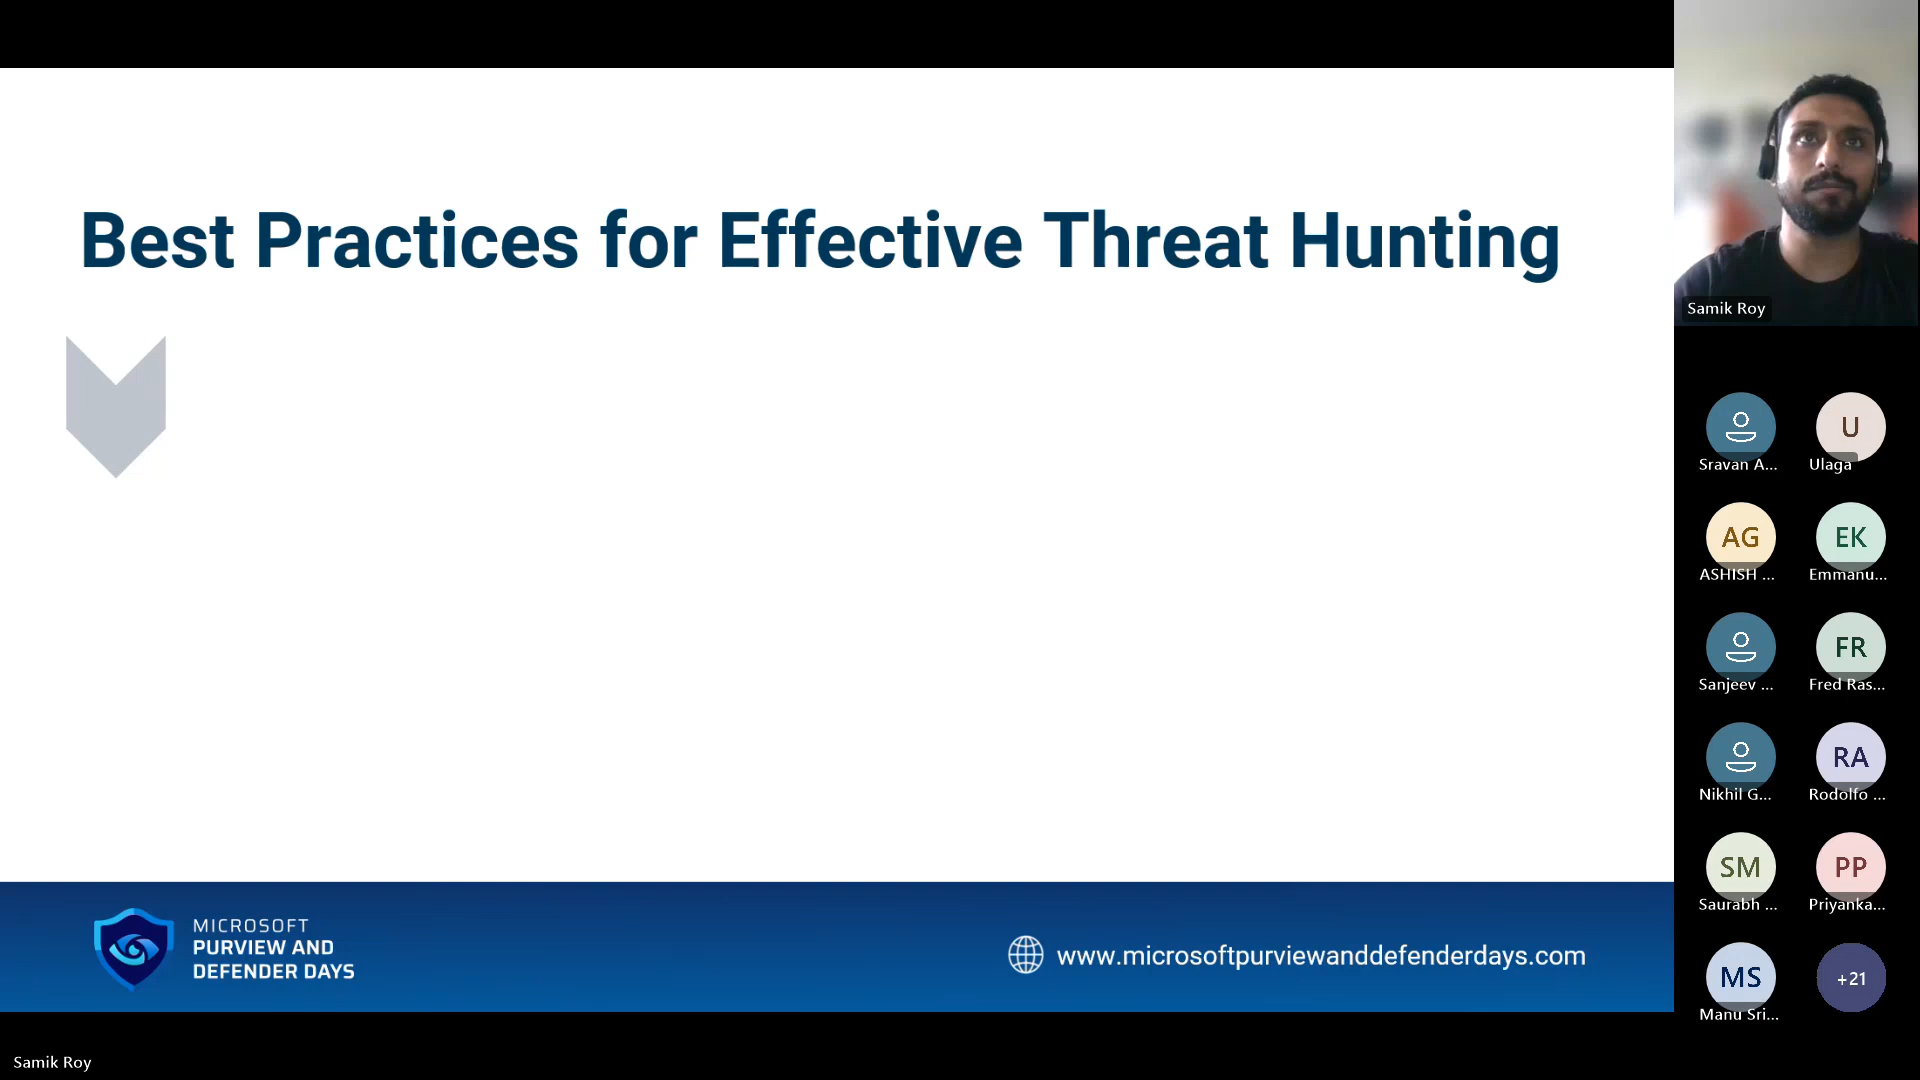 Best Practices for Effective Threat Hunting
MICROSOFT
PURVIEW AND
DEFENDER DAYS
www.microsoftpurviewanddefenderdays.com
Samik Roy
Samik Roy
Sravan A...
U
Ulaga
AG
ASHISH ...
EK
Emmanu...
Sanjeev ...
FR
Fred Ras...
Nikhil G...
RA
Rodolfo ...
SM
Saurabh ...
PP
Priyanka...
MS
Manu Sri...
+21